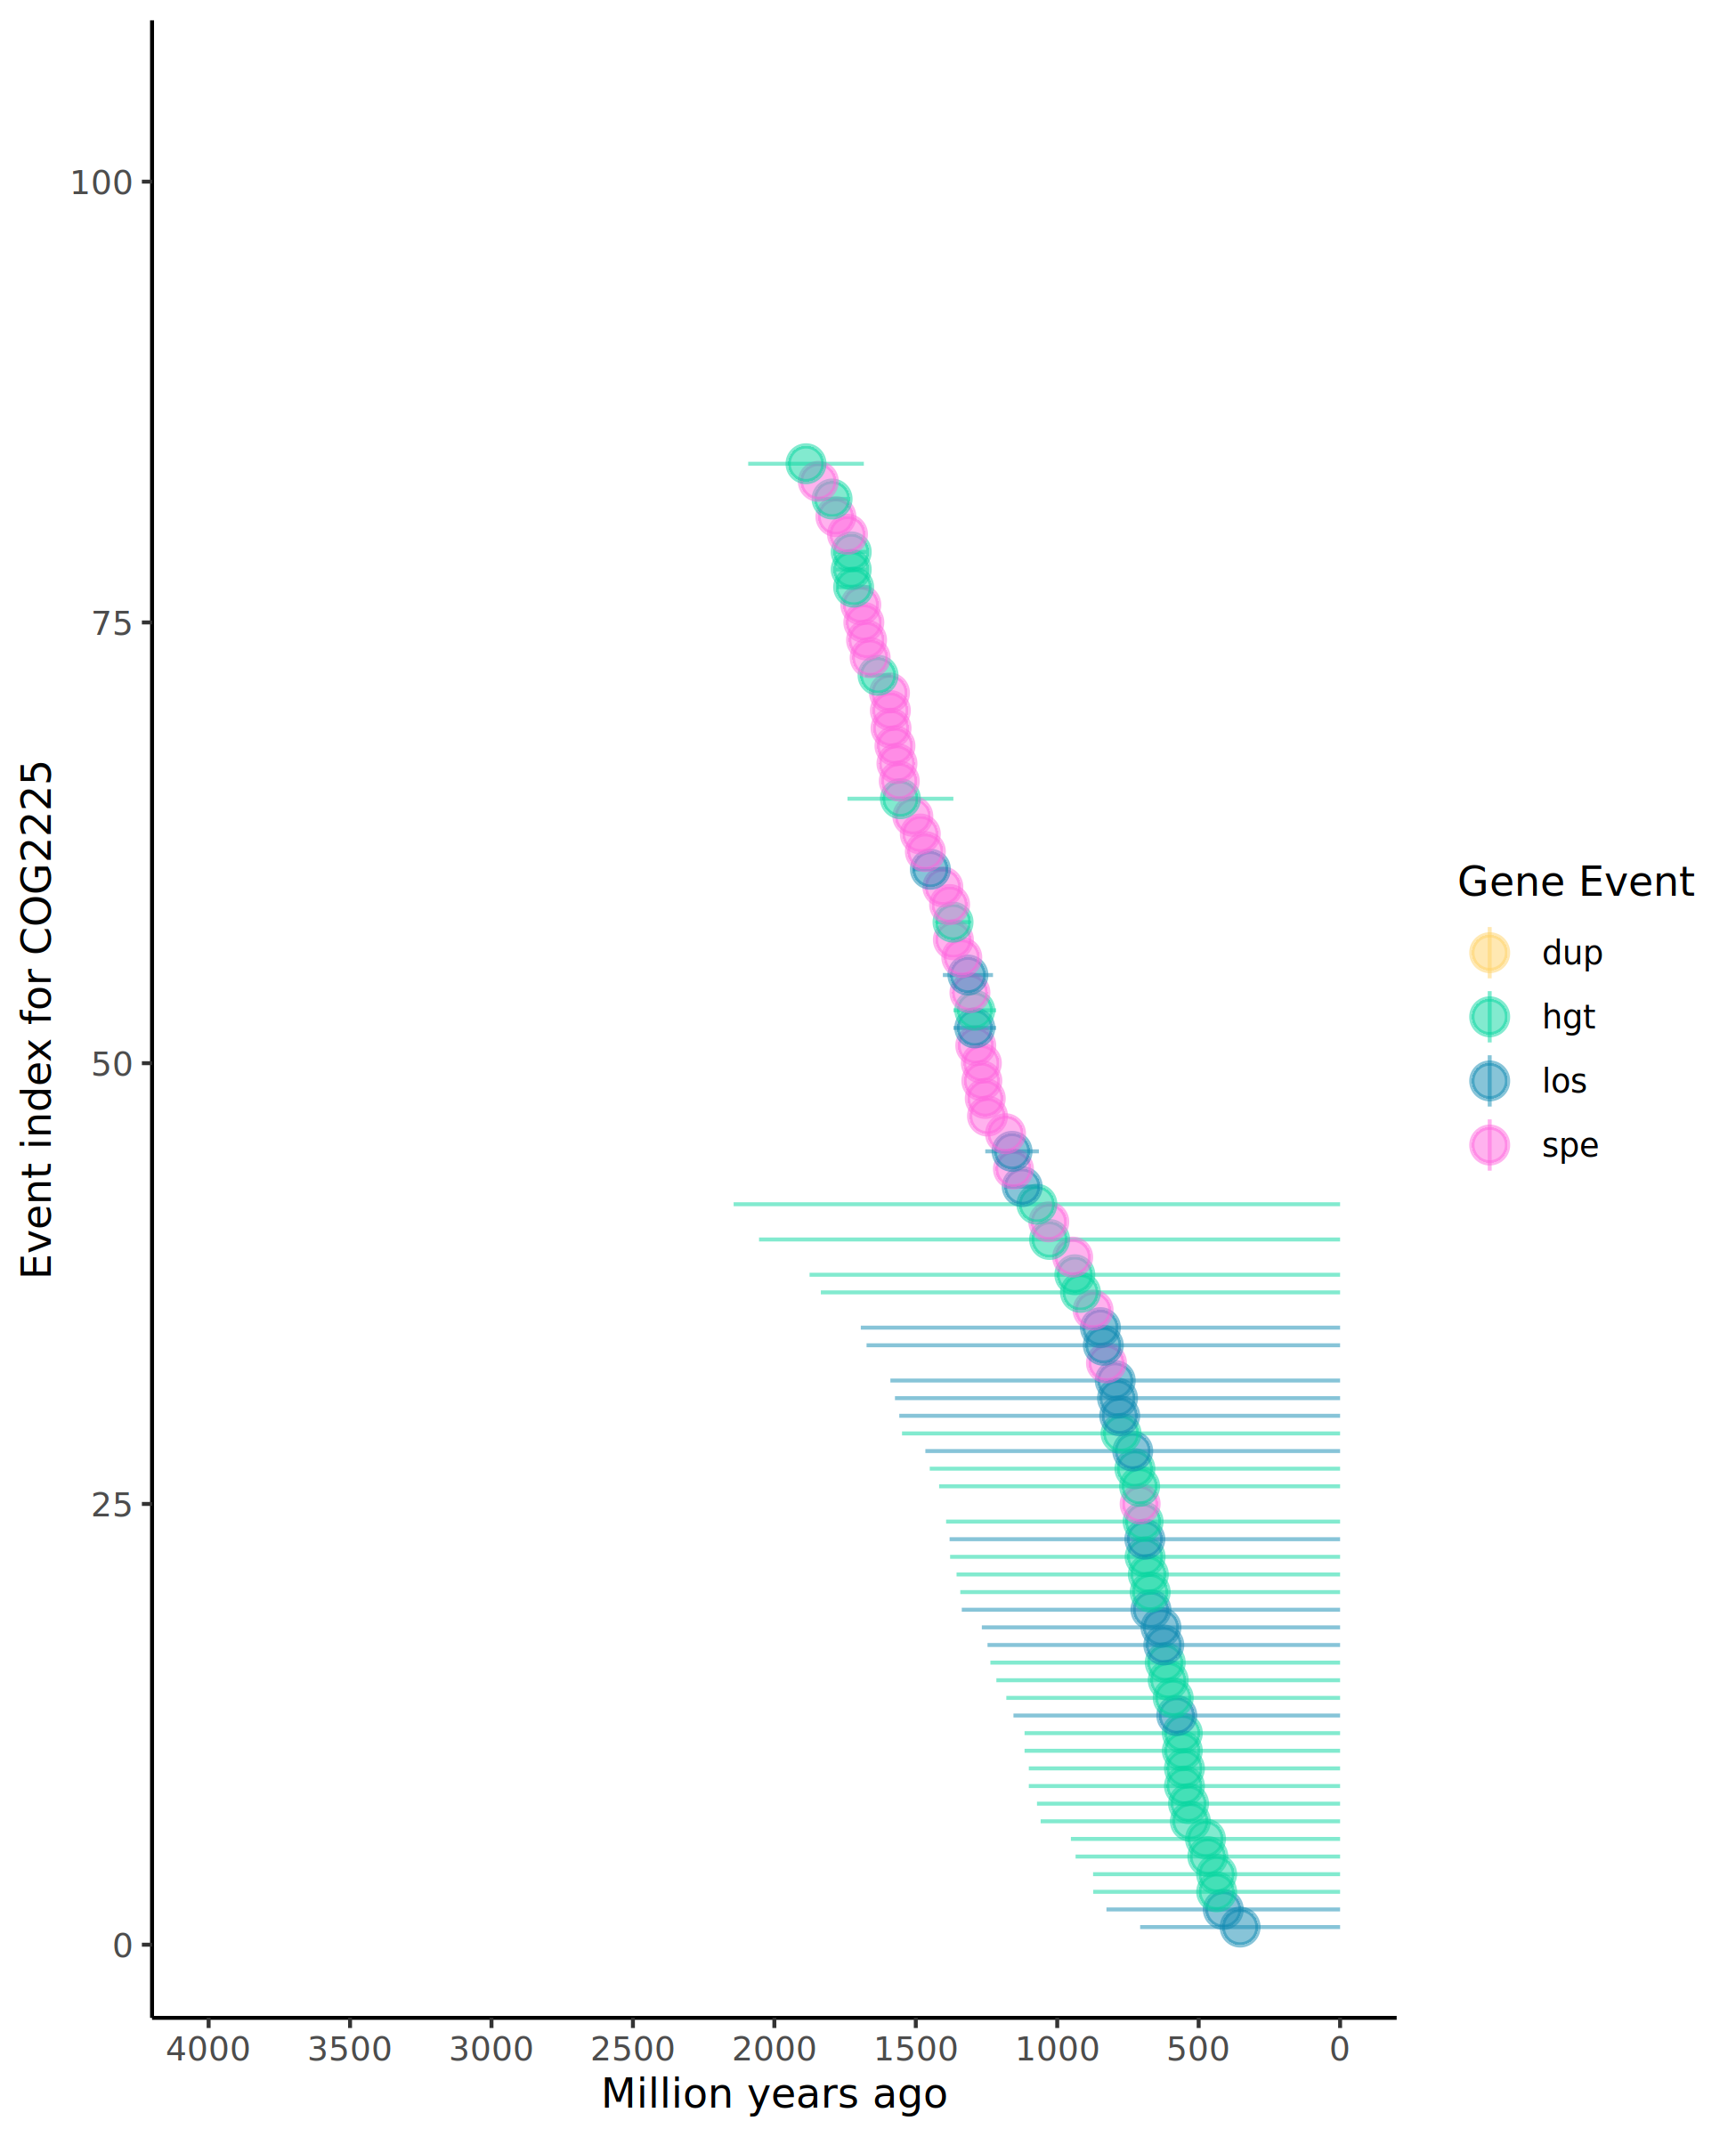 100
75
50
25
0
Event index for COG2225
4000 3500 3000 2500 2000 1500 1000 500 0
Million years ago
Gene Event
dup
hgt
los
spe